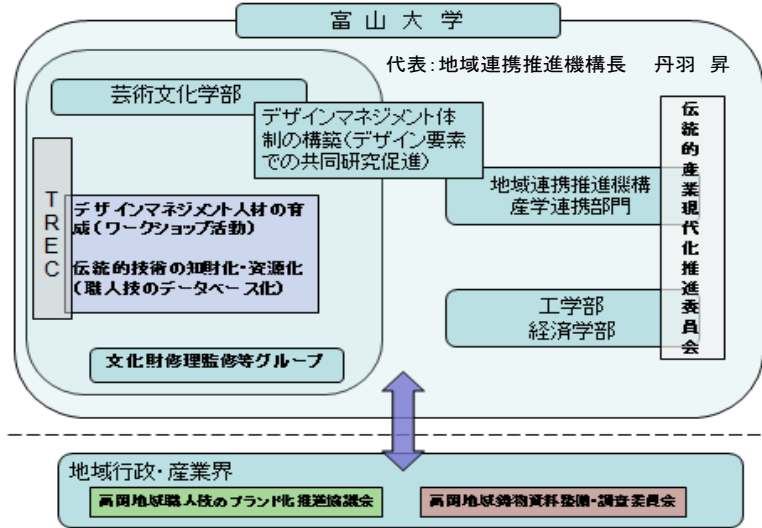 富山大学
代表:地域連携推進機構長　丹羽　昇
芸術文化学部
デザインマネジメント体
制の構築(デザイン要素
での共同研究促進)
TREC
デザインマネジメント人材の育
成(ワークショップ活動)
伝統的技術の知財化・資源化
(職人技のデータベース化)
文化財修理監修等グループ
地域連携推進機構
産学連携部門
工学部
経済学部
伝統的産業現代化推進委員会
地域行政・産業界
高岡地域職人技のブランド化推進協議会
高岡地域鋳物資料整備・調査委員会